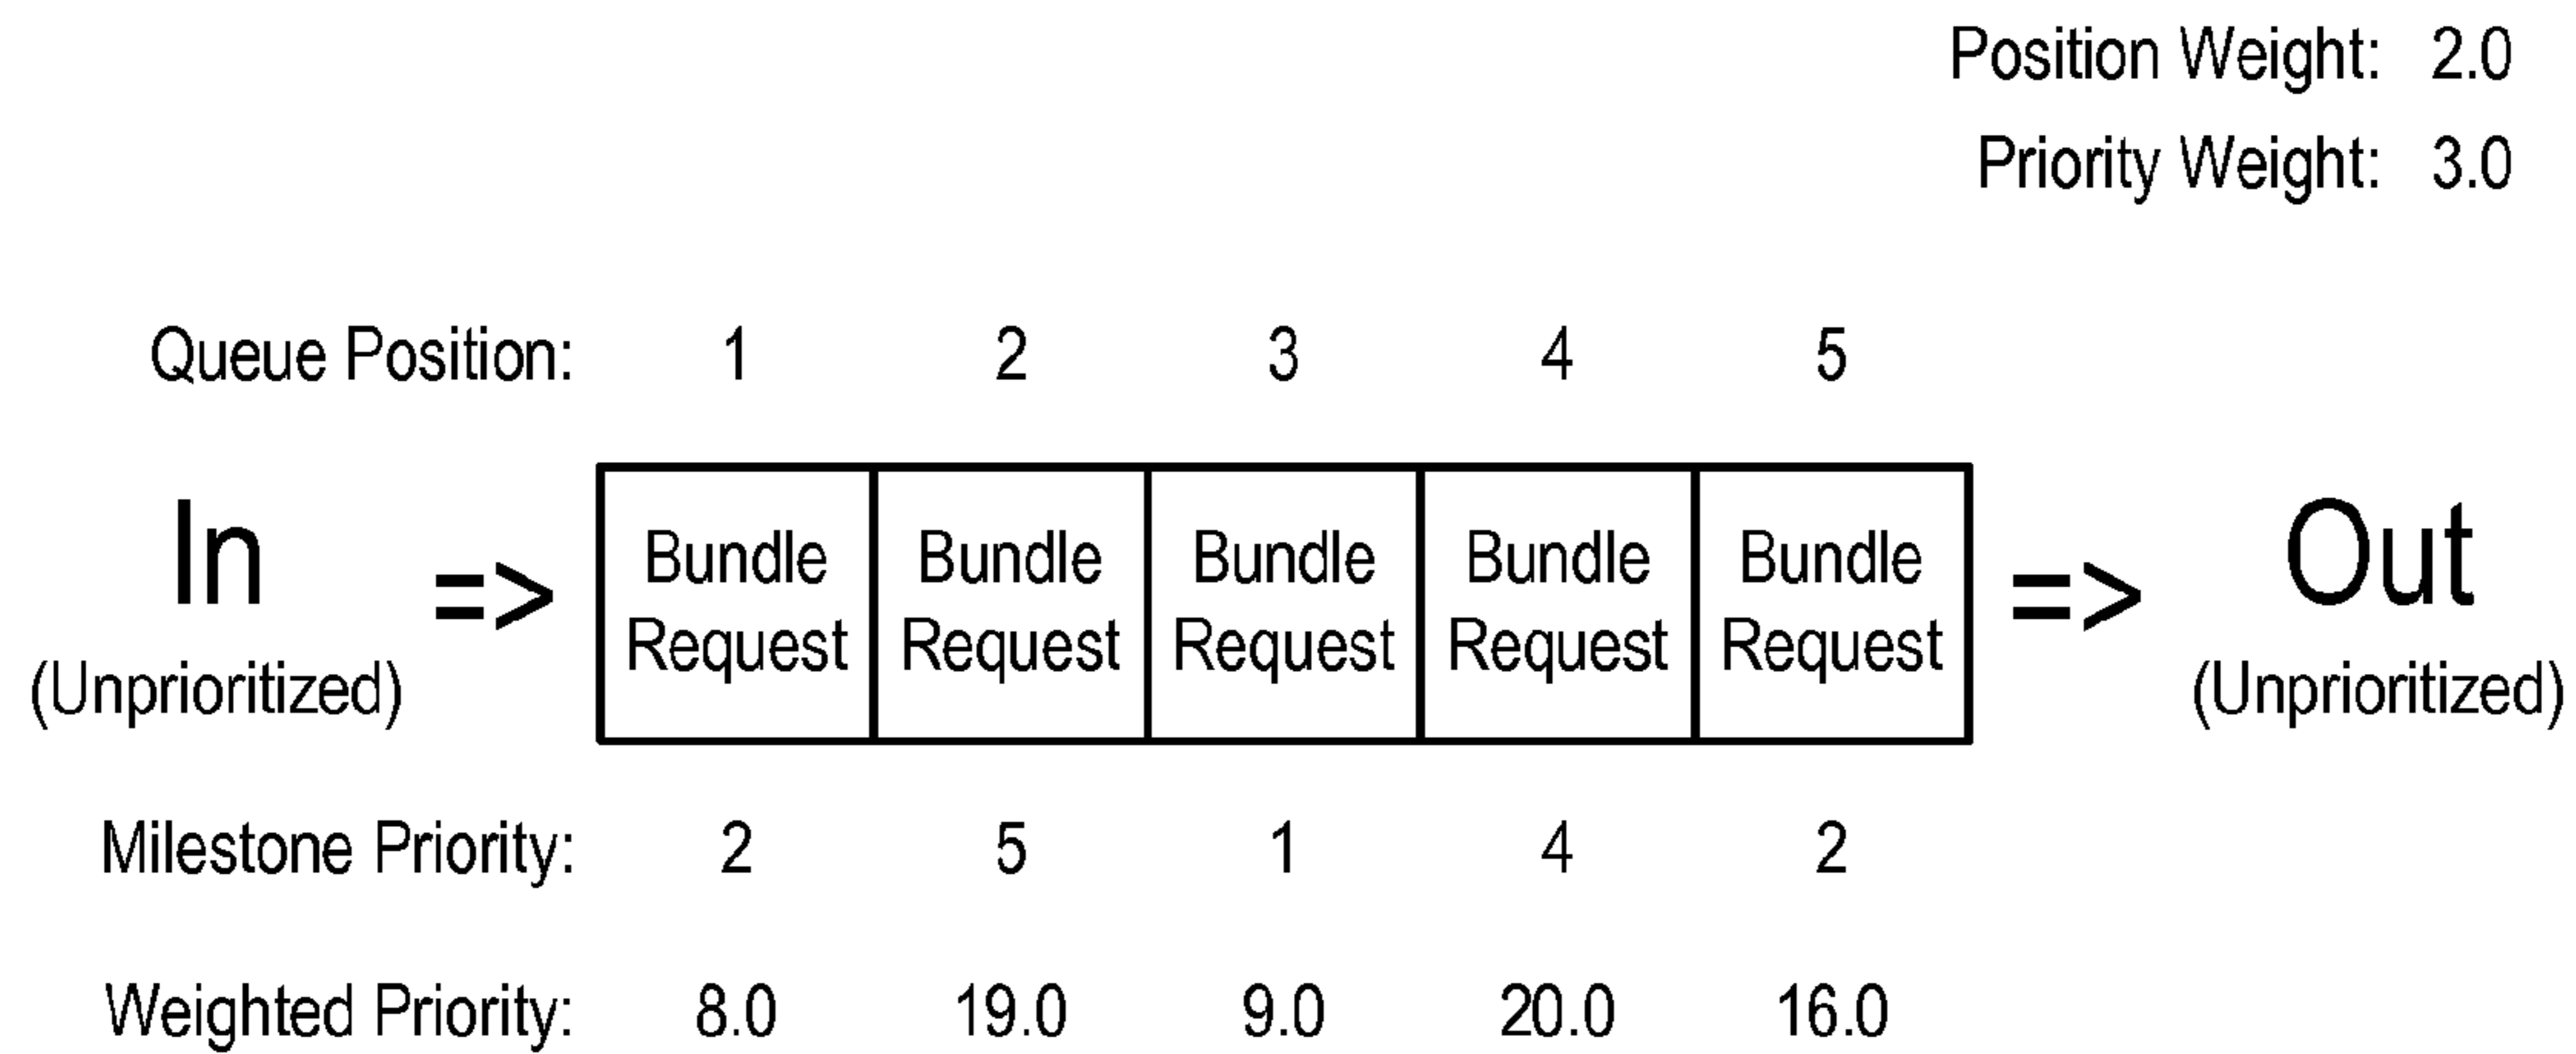 Position Weight: 2.0
Priority Weight: 3.0
Queue Position: 1 2 3 4 5
In => Bundle Request Bundle Request Bundle Request Bundle Request Bundle Request => Out
(Unprioritized) (Unprioritized)
Milestone Priority: 2 5 1 4 2
Weighted Priority: 8.0 19.0 9.0 20.0 16.0